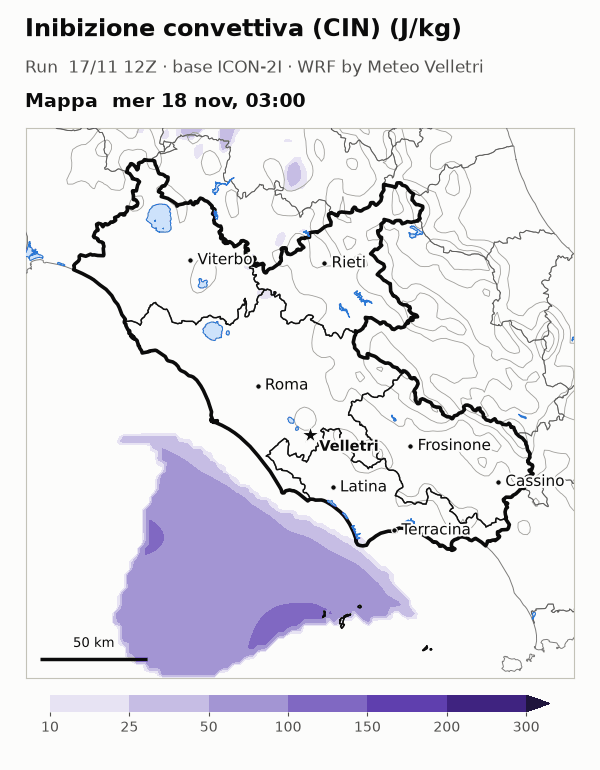 Inibizione convettiva (CIN) (J/kg)
Run  17/11 12Z · base ICON-2I · WRF by Meteo Velletri
Mappa  mer 18 nov, 03:00
Viterbo
Rieti
Roma
Velletri
Frosinone
Latina
Cassino
Terracina
50 km
10 25 50 100 150 200 300